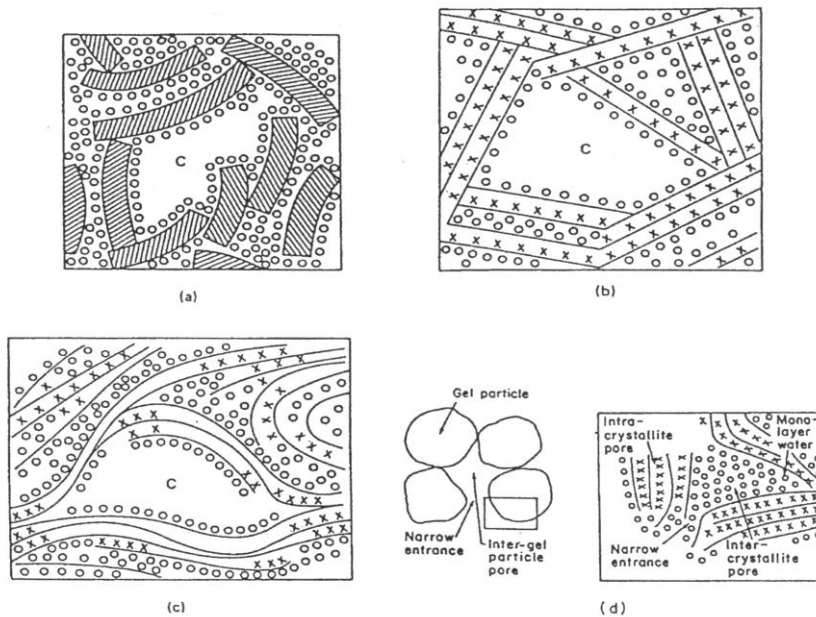 C
(a)
C
(b)
C
(c)
Gel particle
Narrow
entrance
Inter-gel
particle
pore
Intra-
crystallite
pore
Mono-
layer
water
Narrow
entrance
Inter-
crystallite
pore
(d)